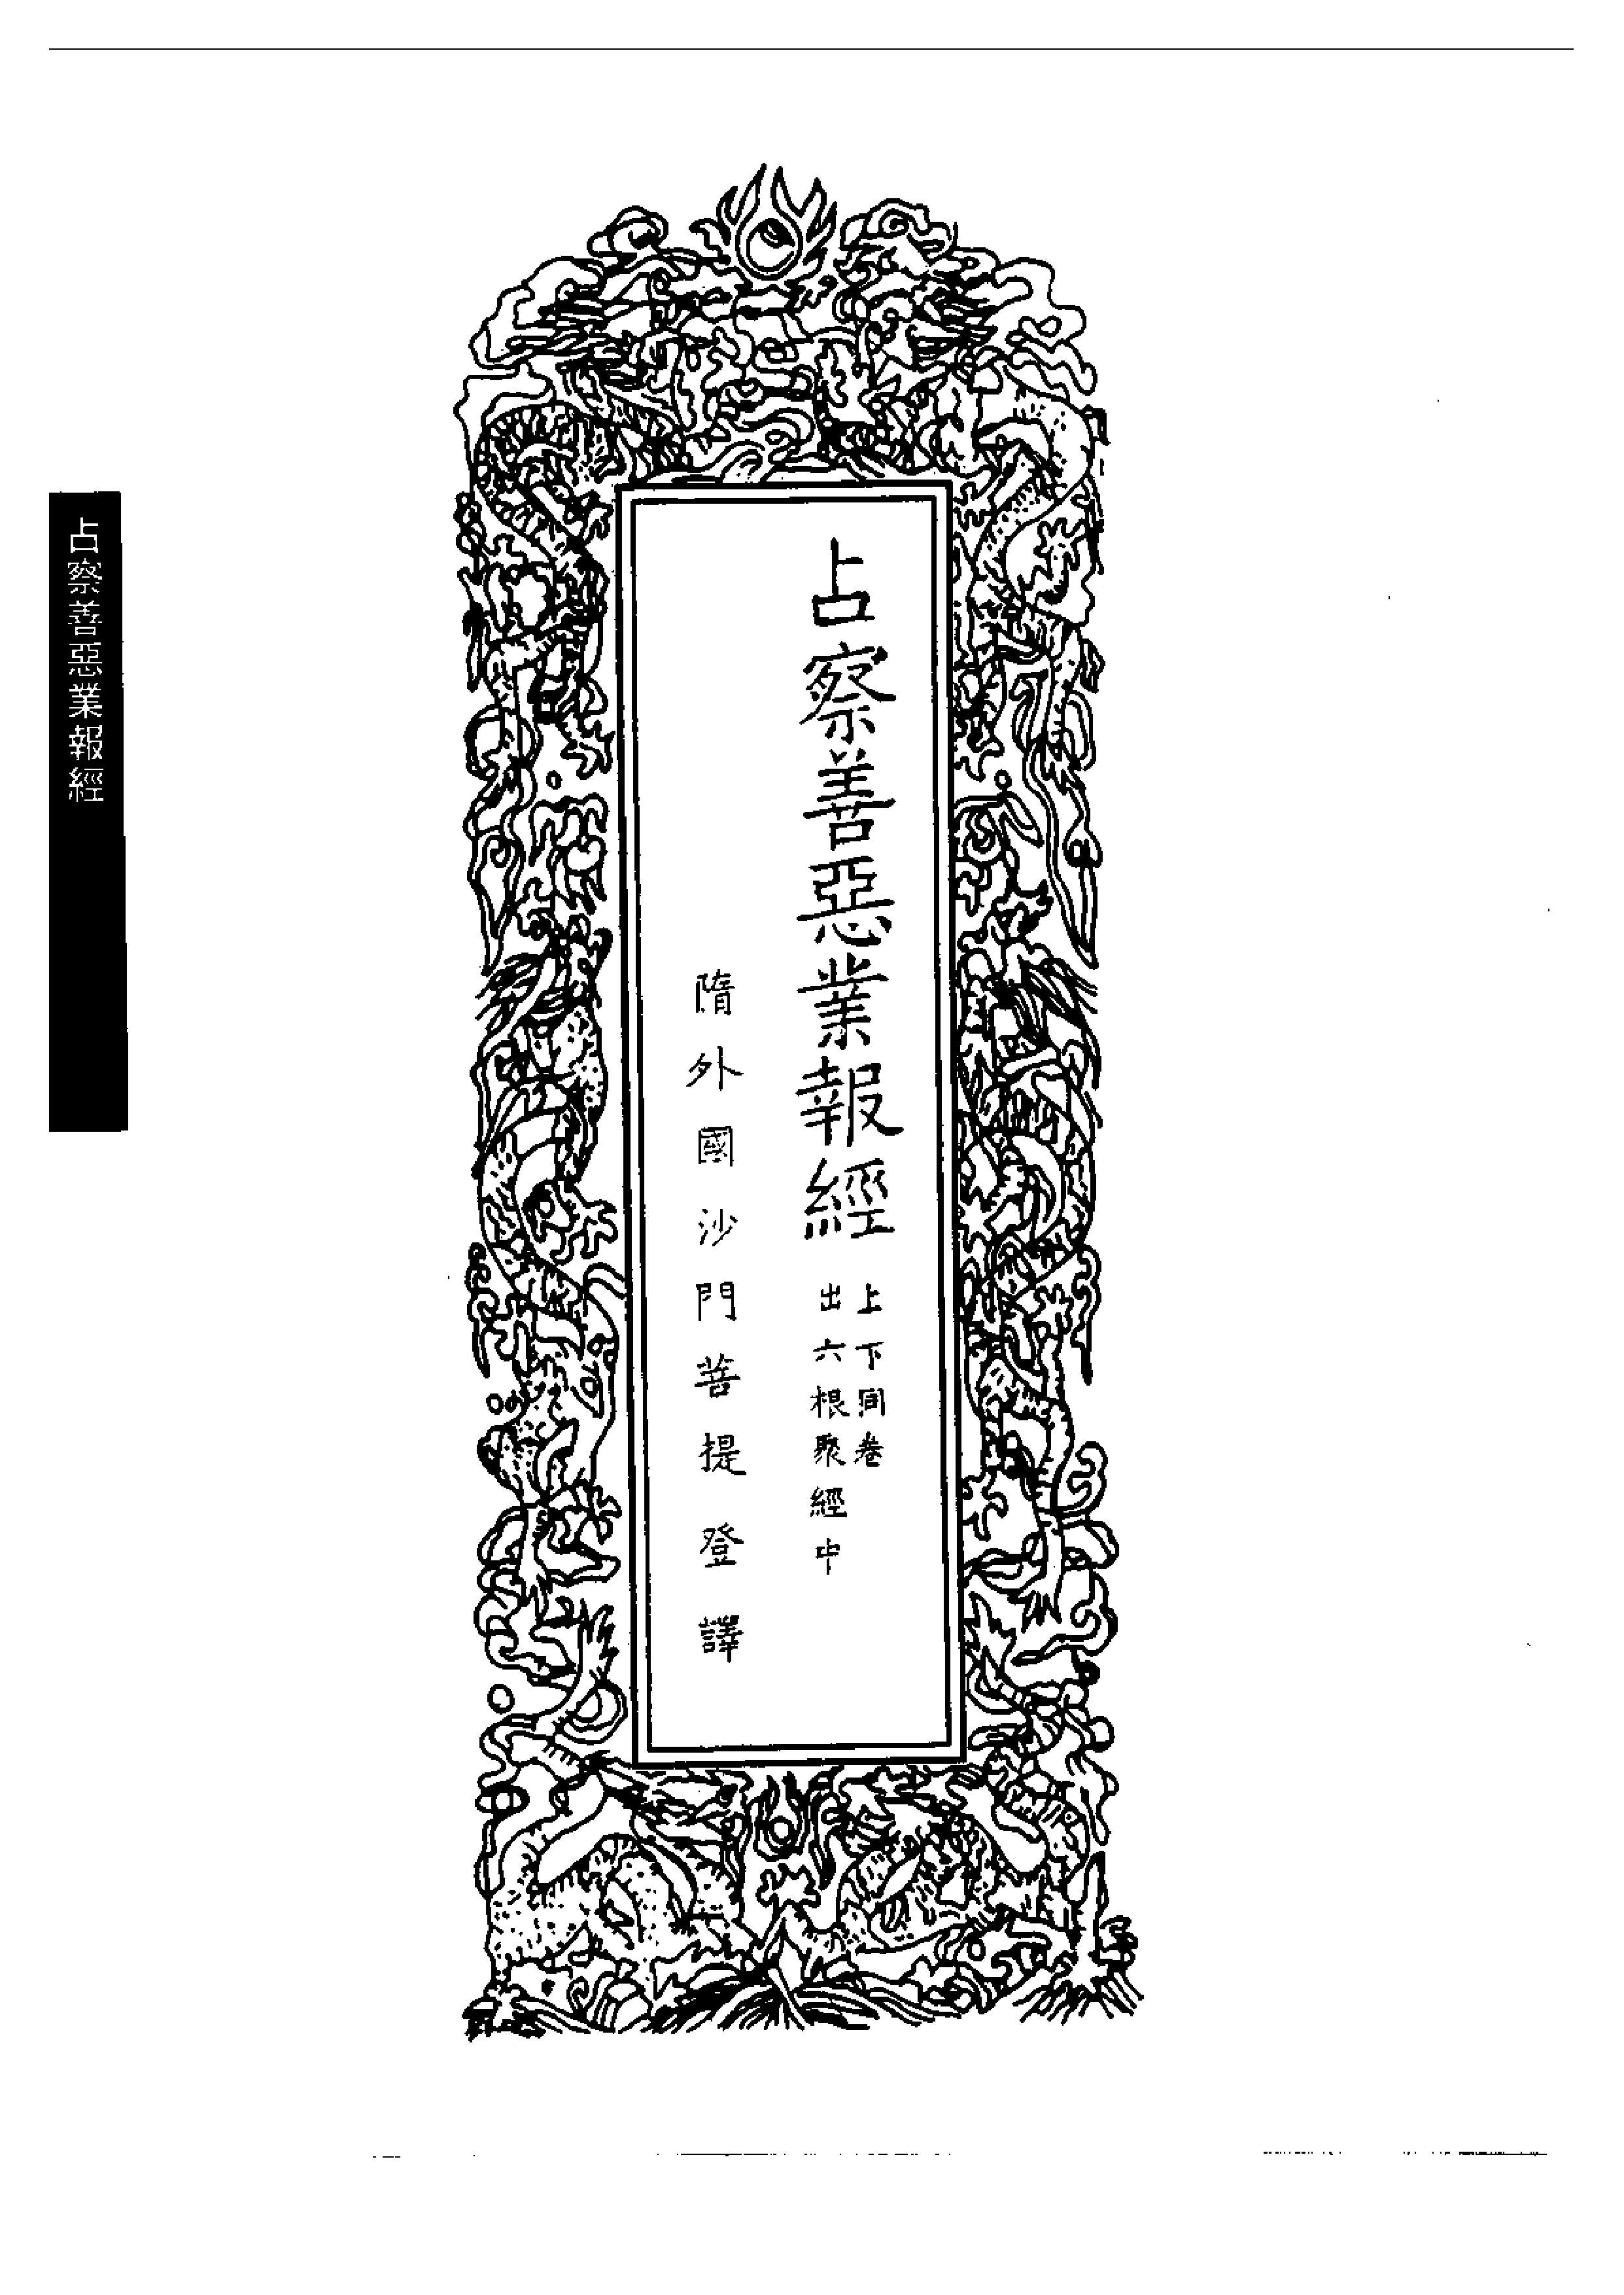 占察善惡業報經
上下同卷
出六根聚經中
隋外國沙門菩提登譯
占察善惡業報經